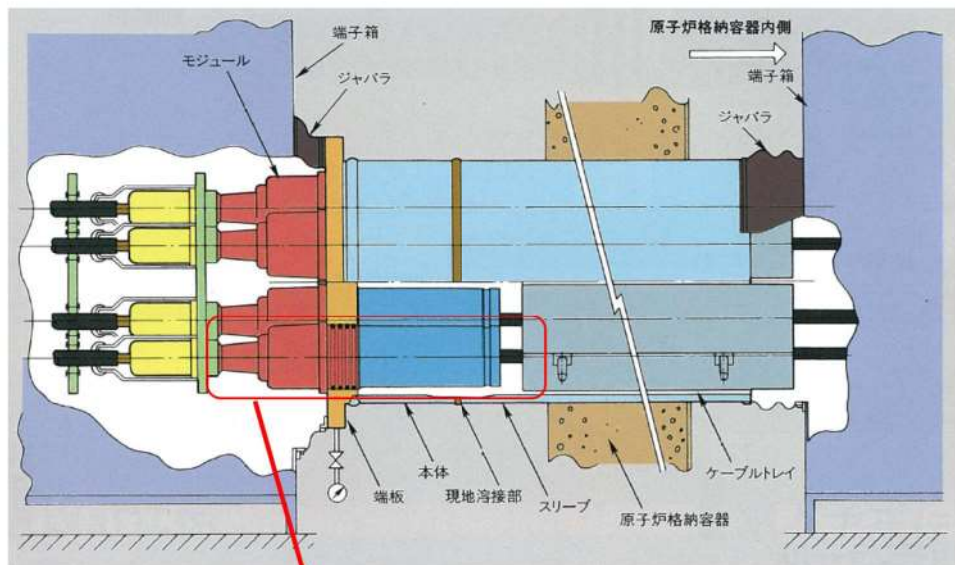 端子箱
原子炉格納容器内側
モジュール
端子箱
ジャバラ
ジャバラ
本体
端板
現地溶接部
スリーブ
ケーブルトレイ
原子炉格納容器